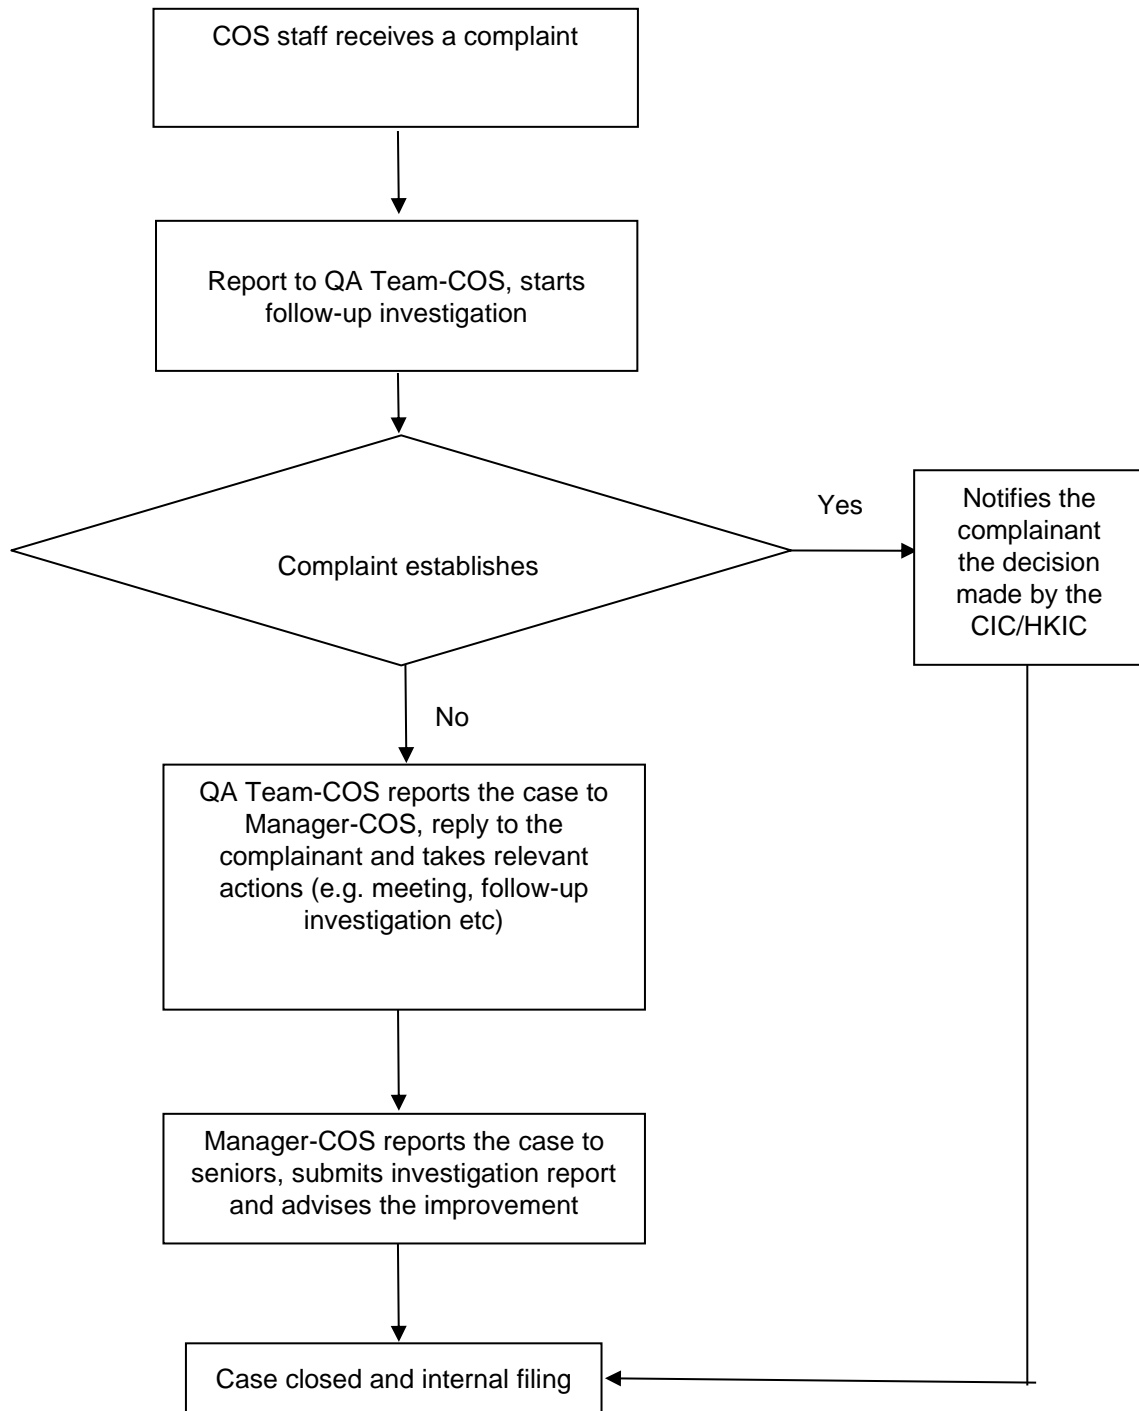 COS staff receives a complaint
Report to QA Team-COS, starts
follow-up investigation
Complaint establishes
Yes
Notifies the
complainant
the decision
made by the
CIC/HKIC
No
QA Team-COS reports the case to
Manager-COS, reply to the
complainant and takes relevant
actions (e.g. meeting, follow-up
investigation etc)
Manager-COS reports the case to
seniors, submits investigation report
and advises the improvement
Case closed and internal filing